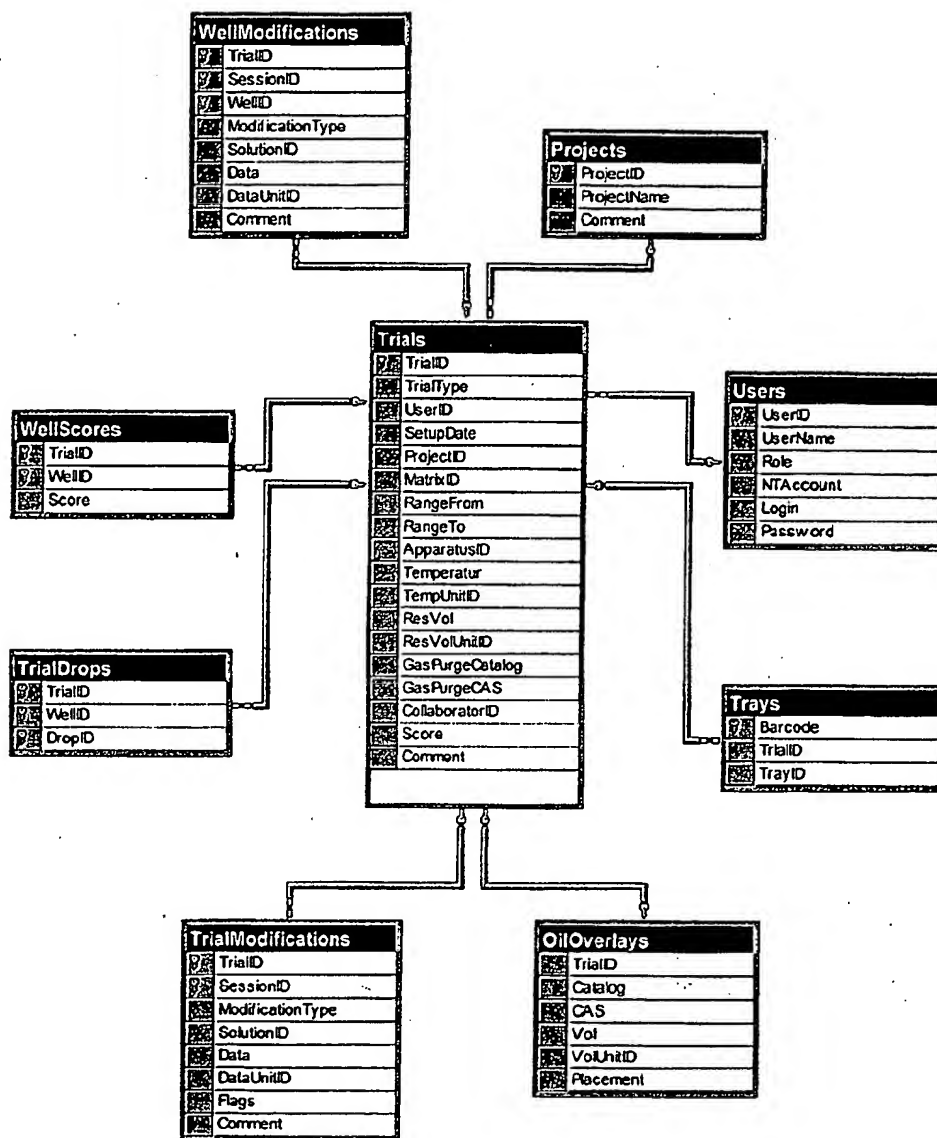 WellModifications
TrialID
SessionID
WellID
ModificationType
SolutionID
Data
DataUnitID
Comment
Projects
ProjectID
ProjectName
Comment
Trials
TrialID
TrialType
UserID
SetupDate
ProjectID
MatrixID
RangeFrom
RangeTo
ApparatusID
Temperatur
TempUnitID
ResVol
ResVolUnitID
GasPurgeCatalog
GasPurgeCAS
CollaboratorID
Score
Comment
WellScores
TrialID
WellID
Score
Users
UserID
UserName
Role
NTAccount
Login
Password
TrialDrops
TrialID
WellID
DropID
Trays
Barcode
TrialID
TrayID
TrialModifications
TrialID
SessionID
ModificationType
SolutionID
Data
DataUnitID
Flags
Comment
OilOverlays
TrialID
Catalog
CAS
Vol
VolUnitID
Placement